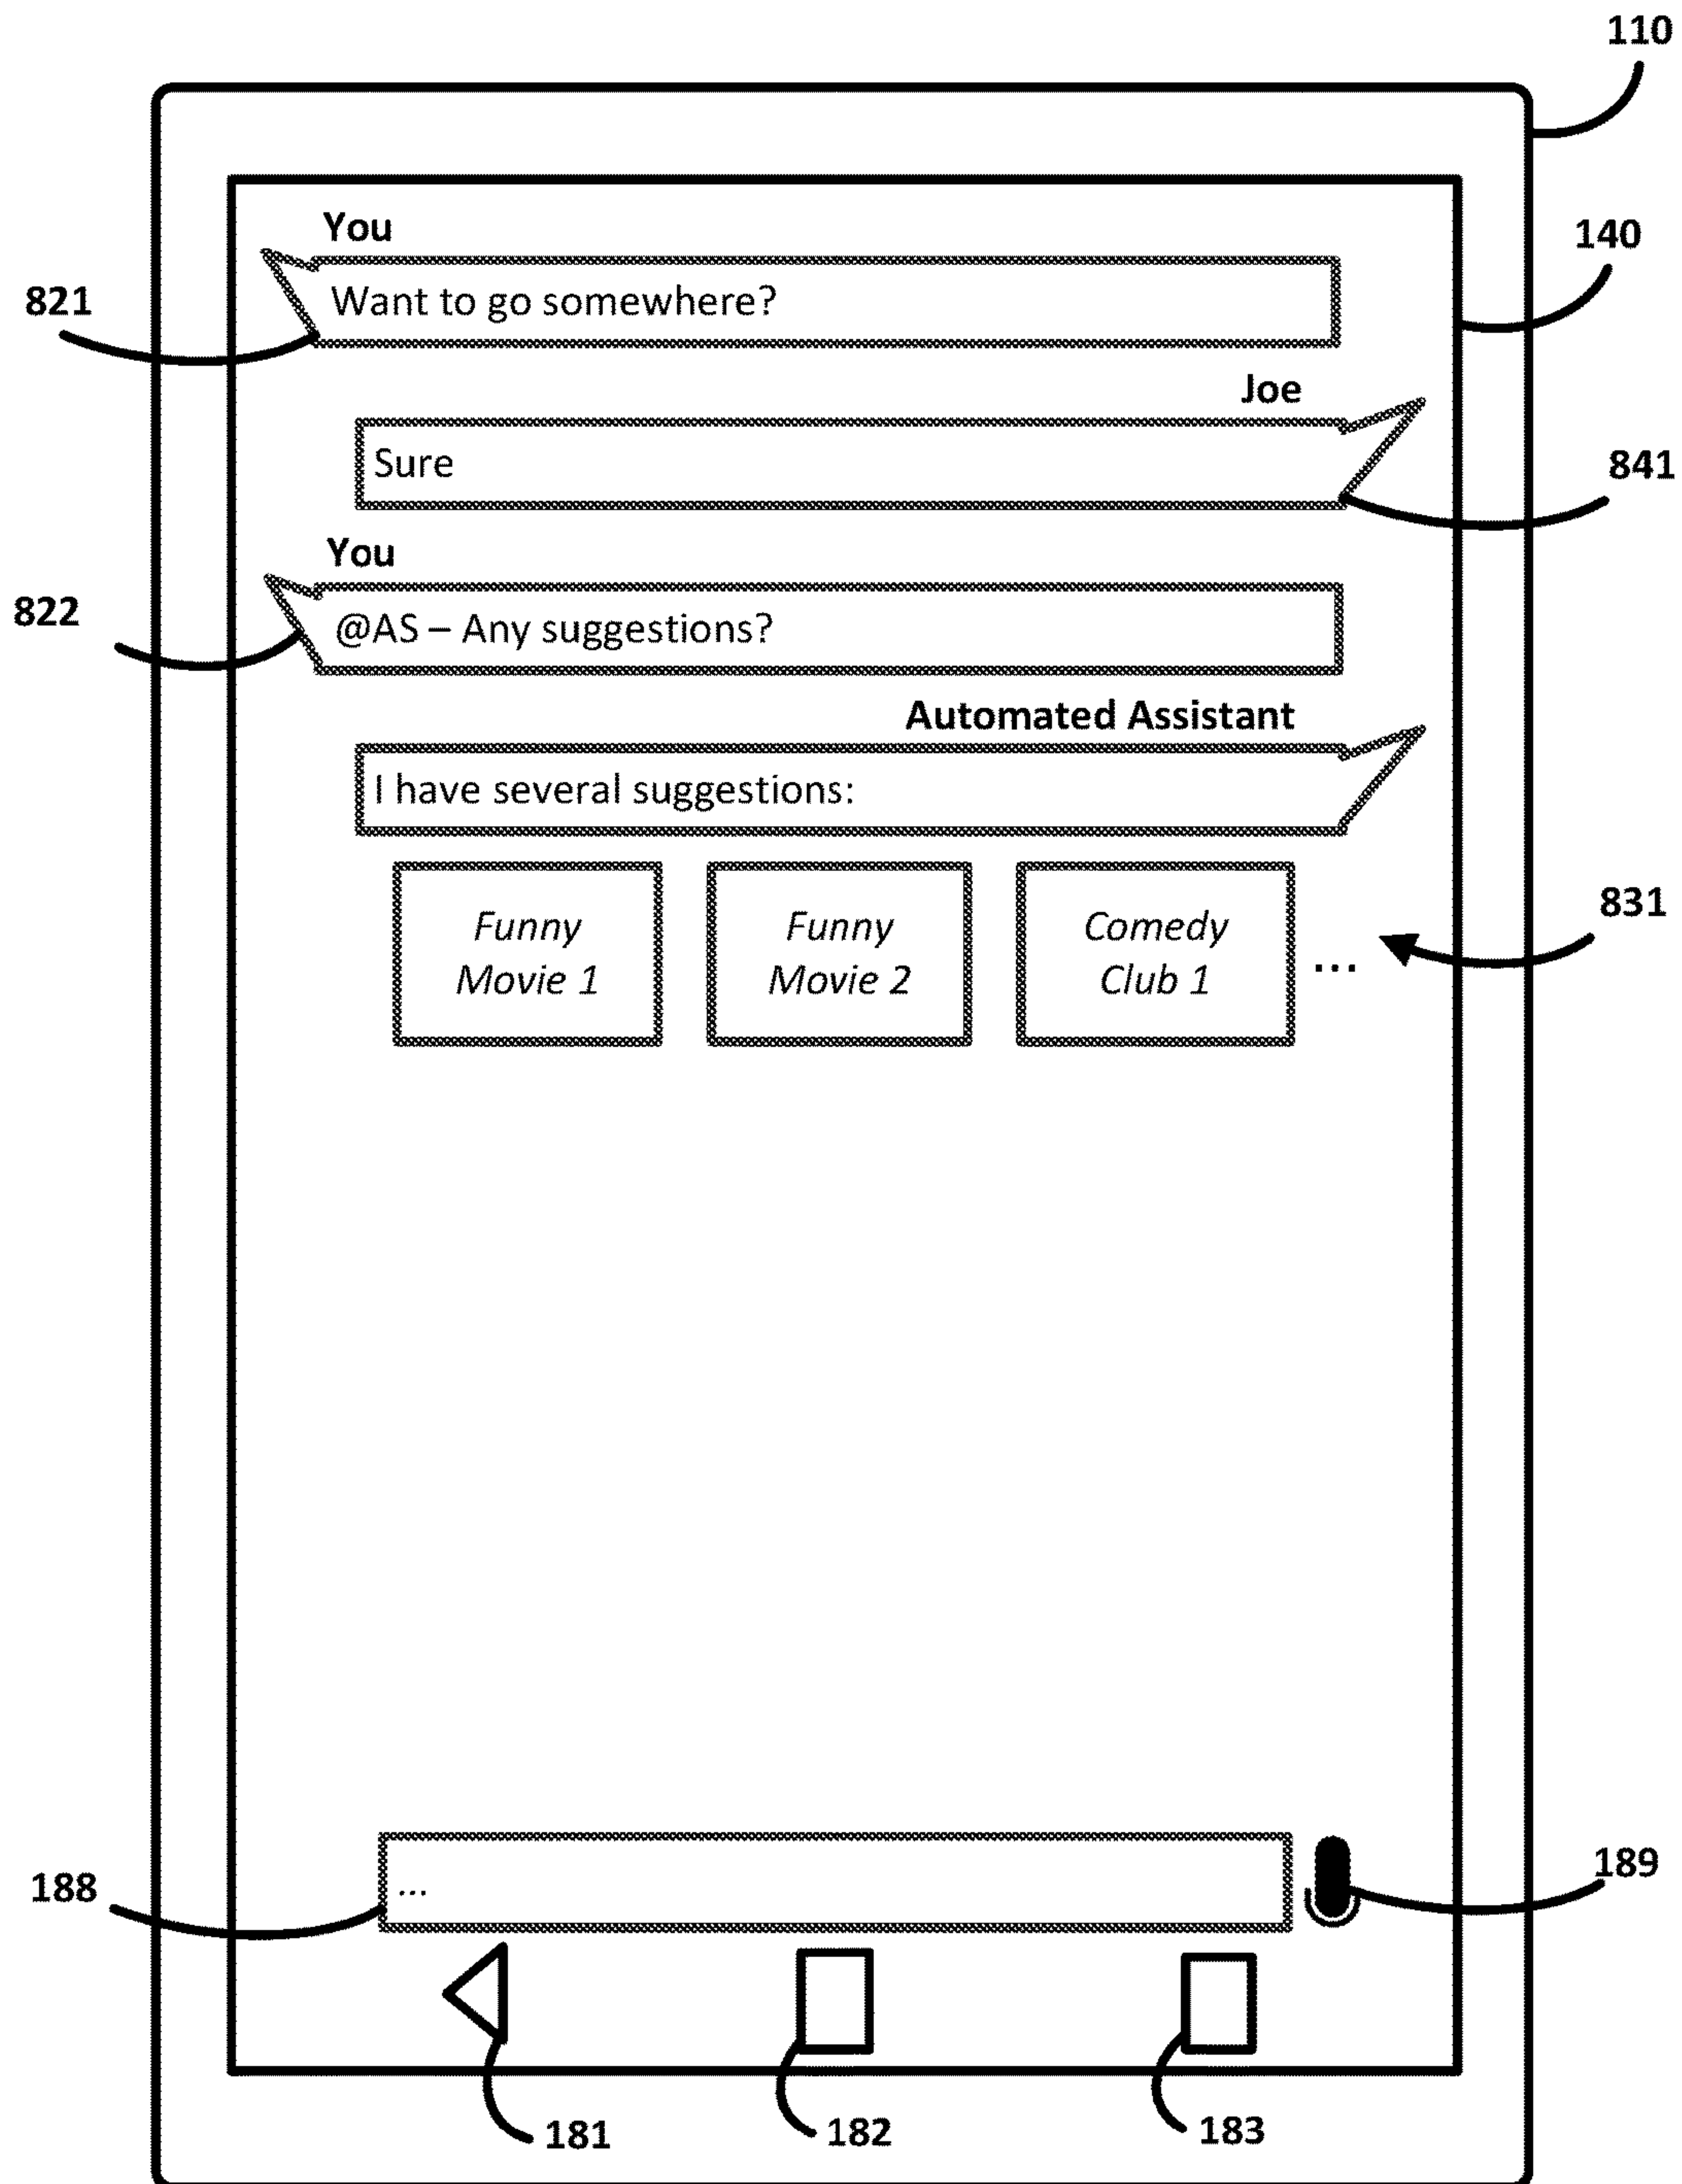 110
You
140
821
Want to go somewhere?
Joe
Sure
841
You
822
@AS – Any suggestions?
Automated Assistant
I have several suggestions:
Funny
Movie 1
Funny
Movie 2
Comedy
Club 1
...
831
...
188
189
181
182
183